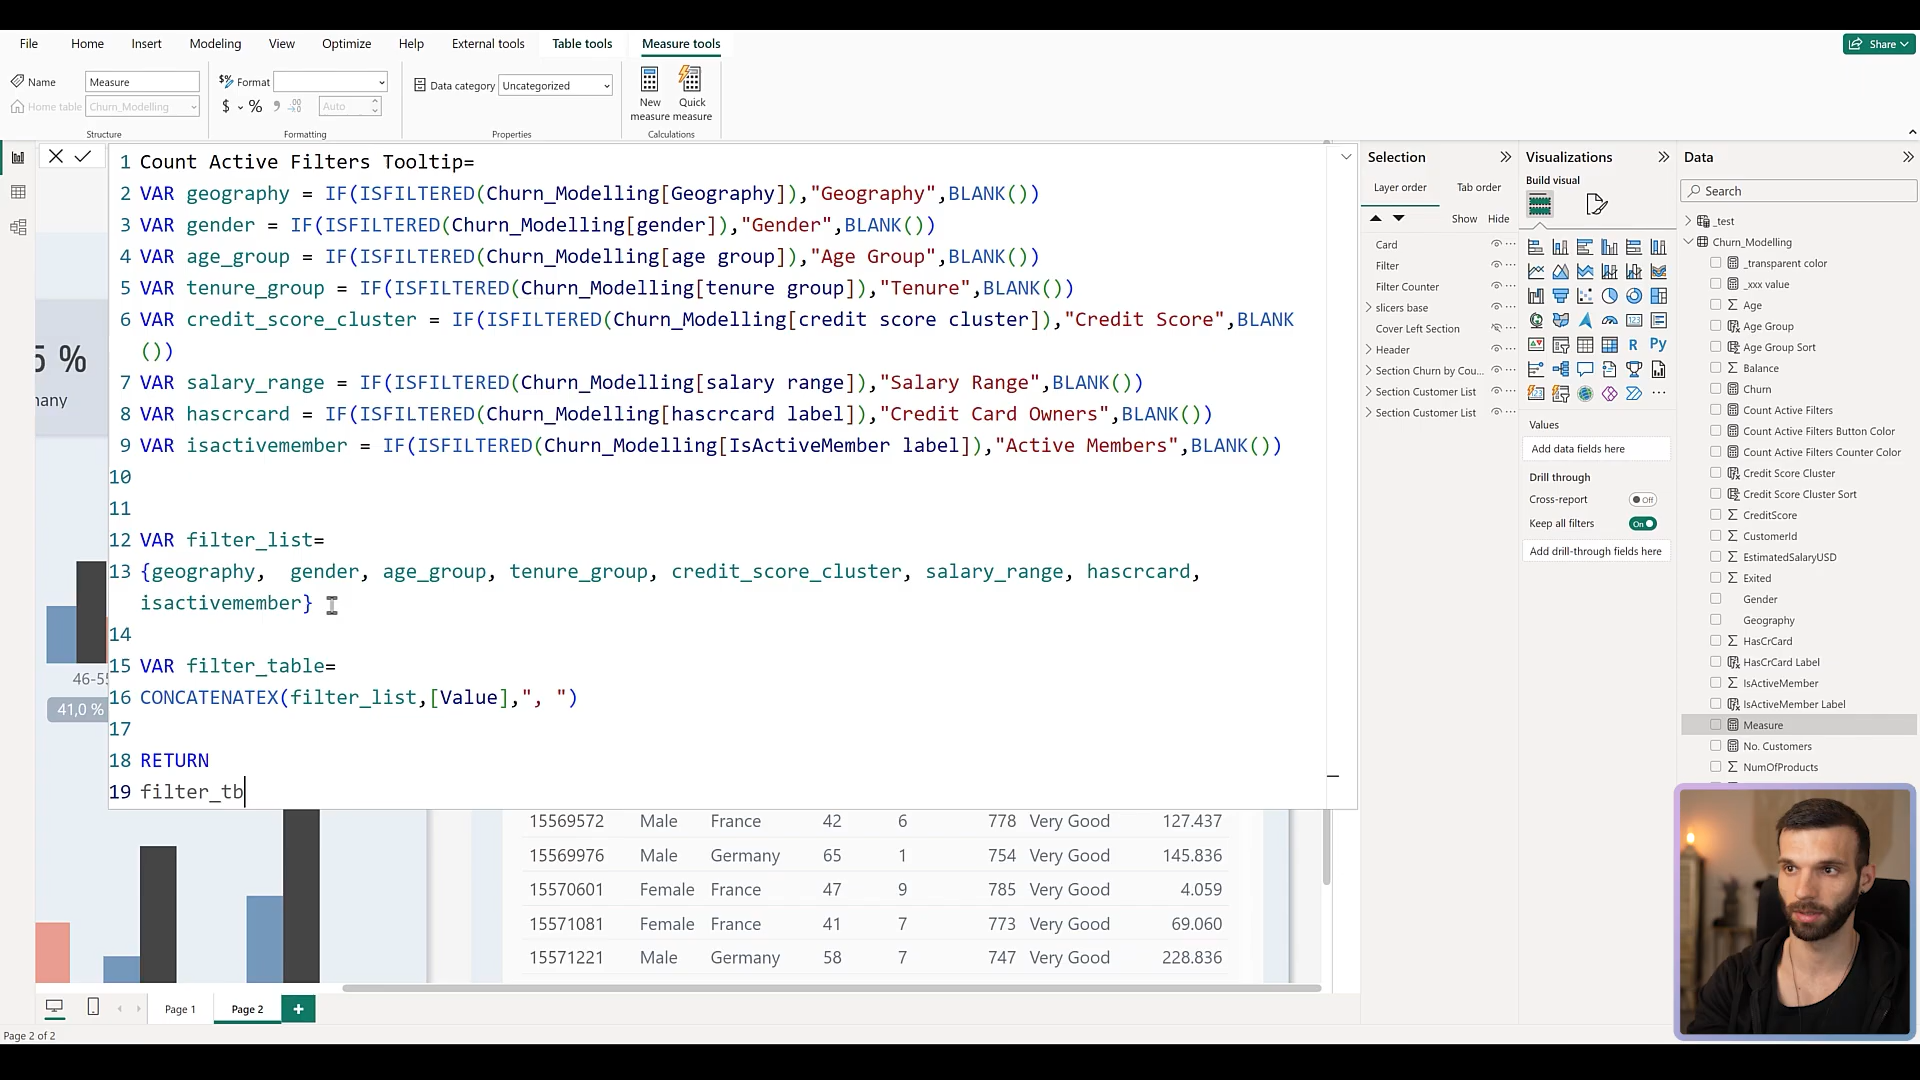 File Home Insert Modeling View Optimize Help External tools Table tools Measure tools
Share
Name Measure
Home table Churn_Modelling
Structure
Format
$ % Auto
Formatting
Data category Uncategorized
Properties
New measure
Quick measure
Calculations
1 Count Active Filters Tooltip=
2 VAR geography = IF(ISFILTERED(Churn_Modelling[Geography]),"Geography",BLANK())
3 VAR gender = IF(ISFILTERED(Churn_Modelling[gender]),"Gender",BLANK())
4 VAR age_group = IF(ISFILTERED(Churn_Modelling[age group]),"Age Group",BLANK())
5 VAR tenure_group = IF(ISFILTERED(Churn_Modelling[tenure group]),"Tenure",BLANK())
6 VAR credit_score_cluster = IF(ISFILTERED(Churn_Modelling[credit score cluster]),"Credit Score",BLANK
())
7 VAR salary_range = IF(ISFILTERED(Churn_Modelling[salary range]),"Salary Range",BLANK())
8 VAR hascrcard = IF(ISFILTERED(Churn_Modelling[hascrcard label]),"Credit Card Owners",BLANK())
9 VAR isactivemember = IF(ISFILTERED(Churn_Modelling[IsActiveMember label]),"Active Members",BLANK())
10
11
12 VAR filter_list=
13 {geography,  gender, age_group, tenure_group, credit_score_cluster, salary_range, hascrcard,
isactivemember}
14
15 VAR filter_table=
16 CONCATENATEX(filter_list,[Value],", ")
17
18 RETURN
19 filter_tb
5 %
many
46-55
41,0 %
15569572 Male France 42 6 778 Very Good 127.437
15569976 Male Germany 65 1 754 Very Good 145.836
15570601 Female France 47 9 785 Very Good 4.059
15571081 Female France 41 7 773 Very Good 69.060
15571221 Male Germany 58 7 747 Very Good 228.836
Page 1
Page 2
+
Page 2 of 2
Selection
Layer order Tab order
Show Hide
Card
Filter
Filter Counter
slicers base
Cover Left Section
Header
Section Churn by Cou...
Section Customer List
Section Customer List
Visualizations
Build visual
R Py
Values
Add data fields here
Drill through
Cross-report Off
Keep all filters On
Add drill-through fields here
Data
Search
_test
Churn_Modelling
_transparent color
_xxx value
Age
Age Group
Age Group Sort
Balance
Churn
Count Active Filters
Count Active Filters Button Color
Count Active Filters Counter Color
Credit Score Cluster
Credit Score Cluster Sort
CreditScore
CustomerId
EstimatedSalaryUSD
Exited
Gender
Geography
HasCrCard
HasCrCard Label
IsActiveMember
IsActiveMember Label
Measure
No. Customers
NumOfProducts